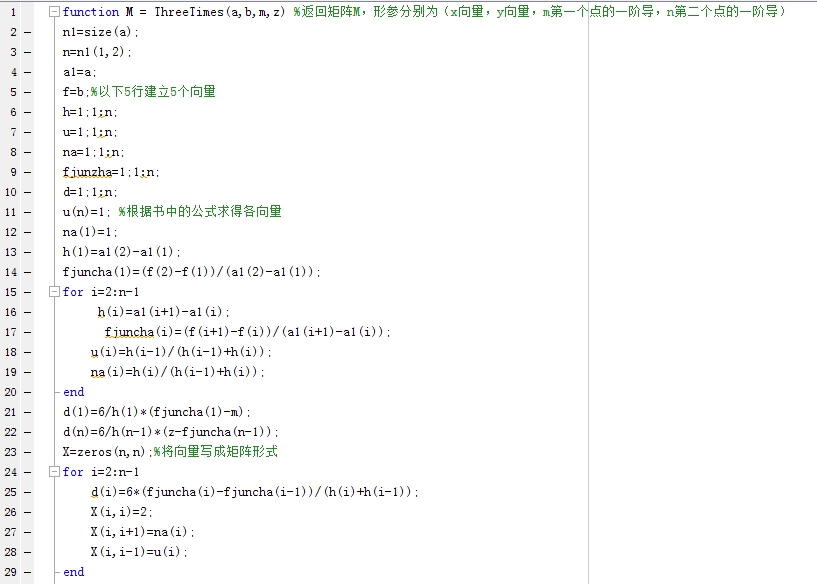 1 function M = ThreeTimes(a,b,m,z) %返回矩阵M，形参分别为（x向量，y向量，m第一个点的一阶导，n第二个点的一阶导）
2 n1=size(a);
3 n=n1(1,2);
4 a1=a;
5 f=b;%以下5行建立5个向量
6 h=1;1;n;
7 u=1;1;n;
8 na=1;1;n;
9 fjunzha=1;1;n;
10 d=1;1;n;
11 u(n)=1; %根据书中的公式求得各向量
12 na(1)=1;
13 h(1)=a1(2)-a1(1);
14 fjuncha(1)=(f(2)-f(1))/(a1(2)-a1(1));
15 for i=2:n-1
16 h(i)=a1(i+1)-a1(i);
17 fjuncha(i)=(f(i+1)-f(i))/(a1(i+1)-a1(i));
18 u(i)=h(i-1)/(h(i-1)+h(i));
19 na(i)=h(i)/(h(i-1)+h(i));
20 end
21 d(1)=6/h(1)*(fjuncha(1)-m);
22 d(n)=6/h(n-1)*(z-fjuncha(n-1));
23 X=zeros(n,n);%将向量写成矩阵形式
24 for i=2:n-1
25 d(i)=6*(fjuncha(i)-fjuncha(i-1))/(h(i)+h(i-1));
26 X(i,i)=2;
27 X(i,i+1)=na(i);
28 X(i,i-1)=u(i);
29 end